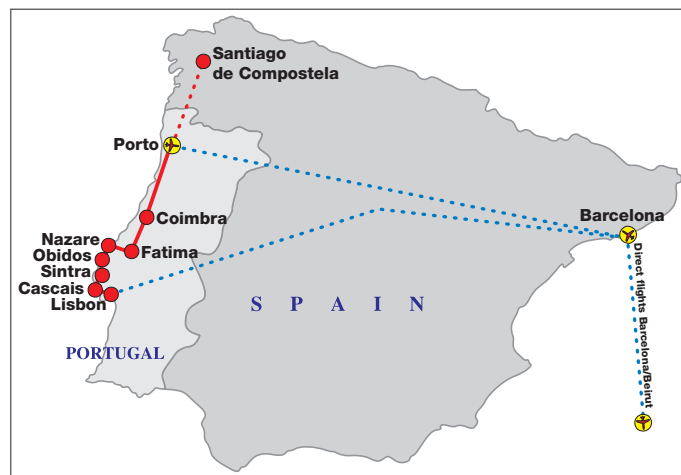 Santiago
de Compostela
Porto
Coimbra
Barcelona
Nazare
Fatima
Obidos
Sintra
Cascais
Lisbon
S P A I N
PORTUGAL
Direct flights Barcelona/Beirut